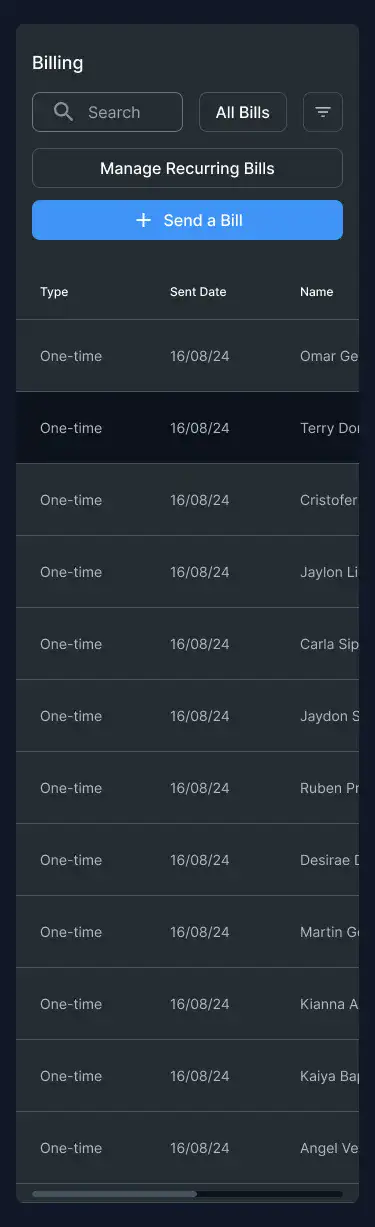 Billing
Search All Bills
Manage Recurring Bills
Send a Bill
Type Sent Date Name
One-time 16/08/24 Omar Ge
One-time 16/08/24 Terry Do
One-time 16/08/24 Cristofer
One-time 16/08/24 Jaylon Li
One-time 16/08/24 Carla Sip
One-time 16/08/24 Jaydon S
One-time 16/08/24 Ruben Pr
One-time 16/08/24 Desirae
One-time 16/08/24 Martin G
One-time 16/08/24 Kianna A
One-time 16/08/24 Kaiya Ba
One-time 16/08/24 Angel Ve